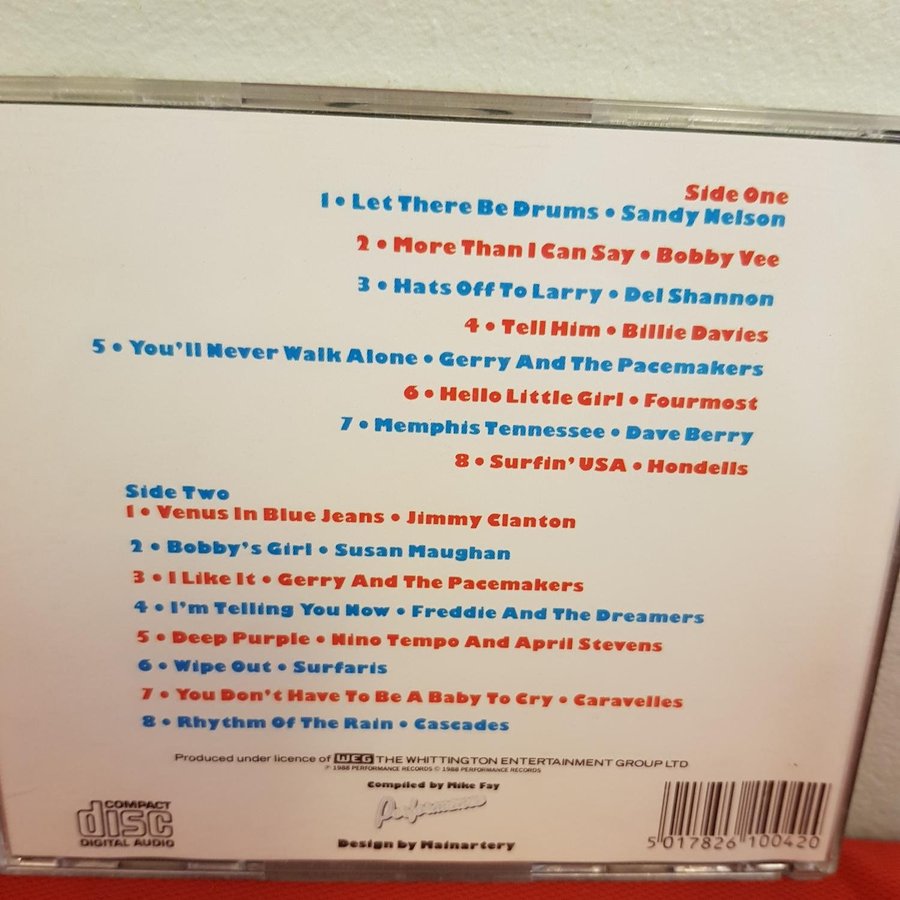 Side One
1 • Let There Be Drums • Sandy Nelson
2 • More Than I Can Say • Bobby Vee
3 • Hats Off To Larry • Del Shannon
4 • Tell Him • Billie Davies
5 • You'll Never Walk Alone • Gerry And The Pacemakers
6 • Hello Little Girl • Fourmost
7 • Memphis Tennessee • Dave Berry
8 • Surfin' USA • Hondells
Side Two
1 • Venus In Blue Jeans • Jimmy Clanton
2 • Bobby's Girl • Susan Maughan
3 • I Like It • Gerry And The Pacemakers
4 • I'm Telling You Now • Freddie And The Dreamers
5 • Deep Purple • Nino Tempo And April Stevens
6 • Wipe Out • Surfaris
7 • You Don't Have To Be A Baby To Cry • Caravelles
8 • Rhythm Of The Rain • Cascades
Produced under licence of WEG THE WHITTINGTON ENTERTAINMENT GROUP LTD
℗ 1988 PERFORMANCE RECORDS © 1988 PERFORMANCE RECORDS
Compiled by Mike Fay
Performance
Design by Mainartery
COMPACT
disc
DIGITAL AUDIO
5 017826 100420